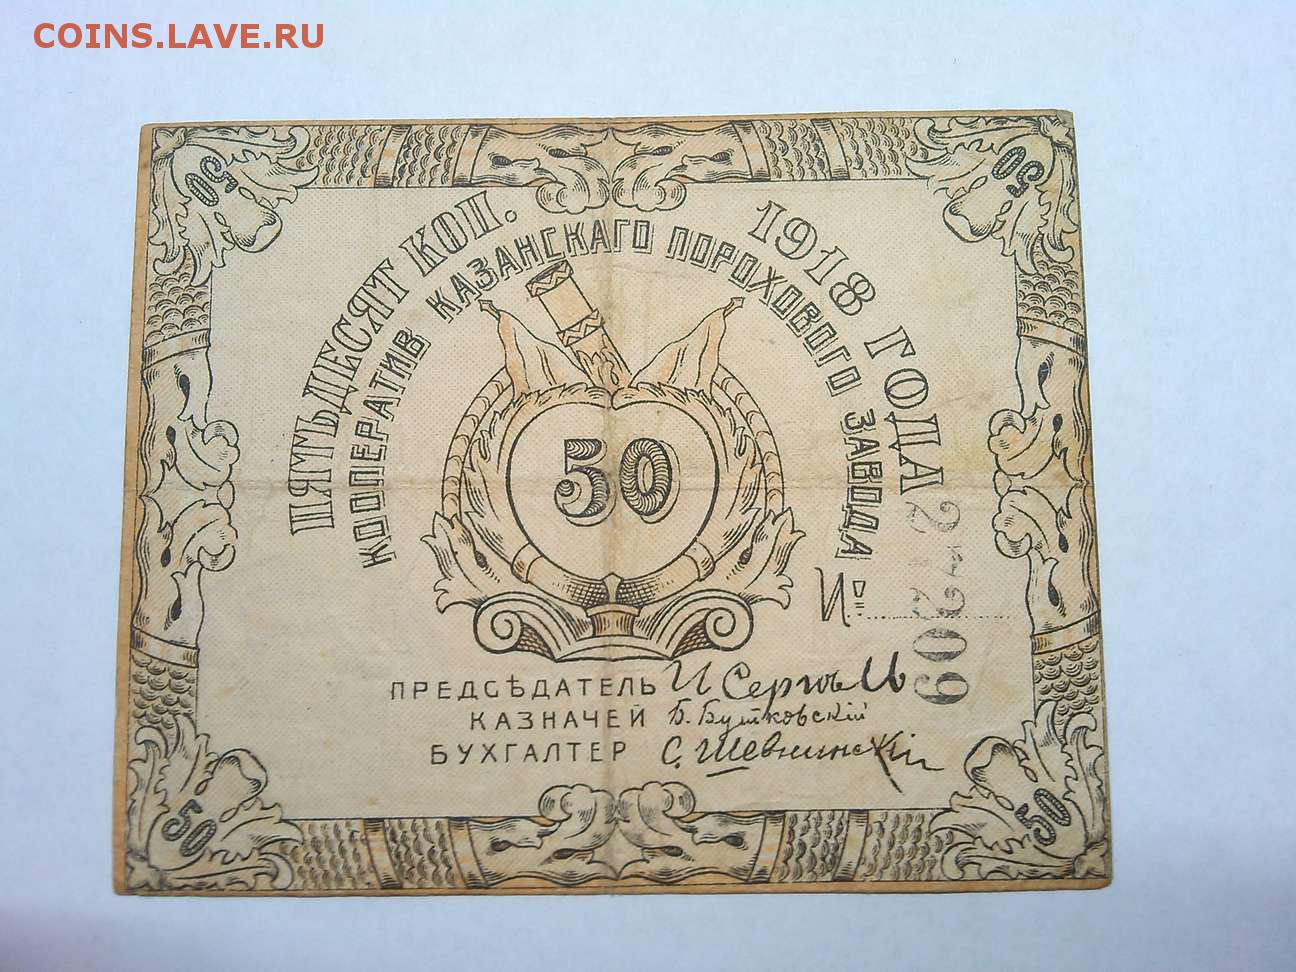 COINS.LAVE.RU
50
50
ПЯТЬДЕСЯТ КОП. 1918 ГОДА
КООПЕРАТИВ КАЗАНСКАГО ПОРОХОВОГО ЗАВОДА
50
№
ПРЕДСѢДАТЕЛЬ И
КАЗНАЧЕЙ Б. Бутковскій
БУХГАЛТЕР С.
50
50